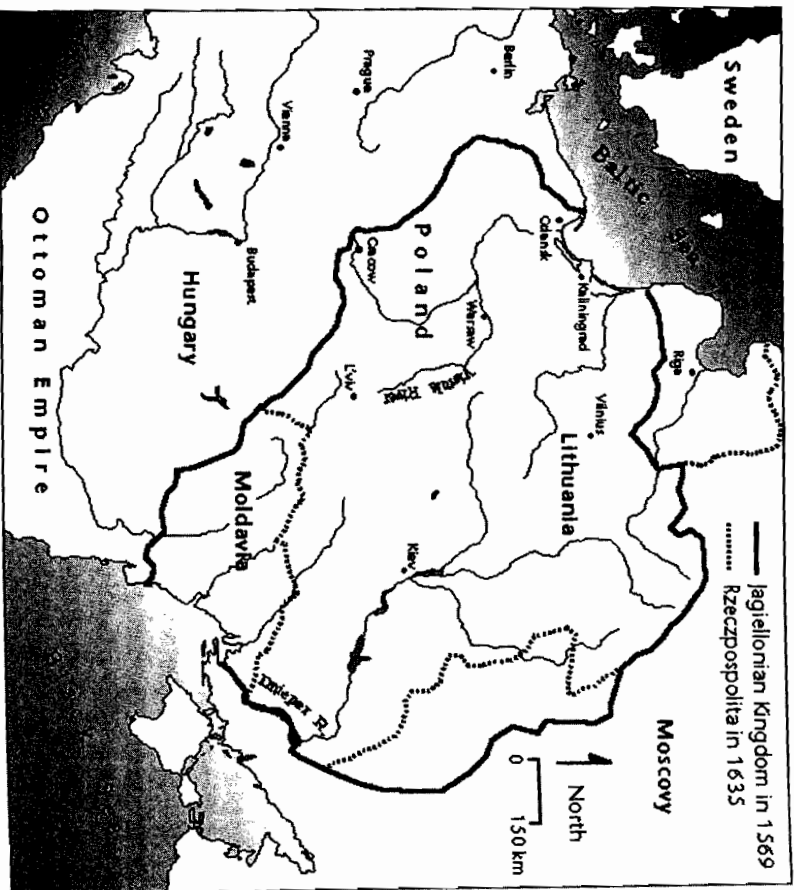 Jagiellonian Kingdom in 1569
Rzeczpospolita in 1635
Sweden
Baltic Sea
Moscovy
North
0 150 km
Riga
Vilnius
Lithuania
Kaliningrad
Gdansk
Berlin
Prague
Poland
Warsaw
Vistula River
Cracow
L'viv
Kiev
Dnieper R
Vienna
Budapest
Hungary
Moldavia
Ottoman Empire